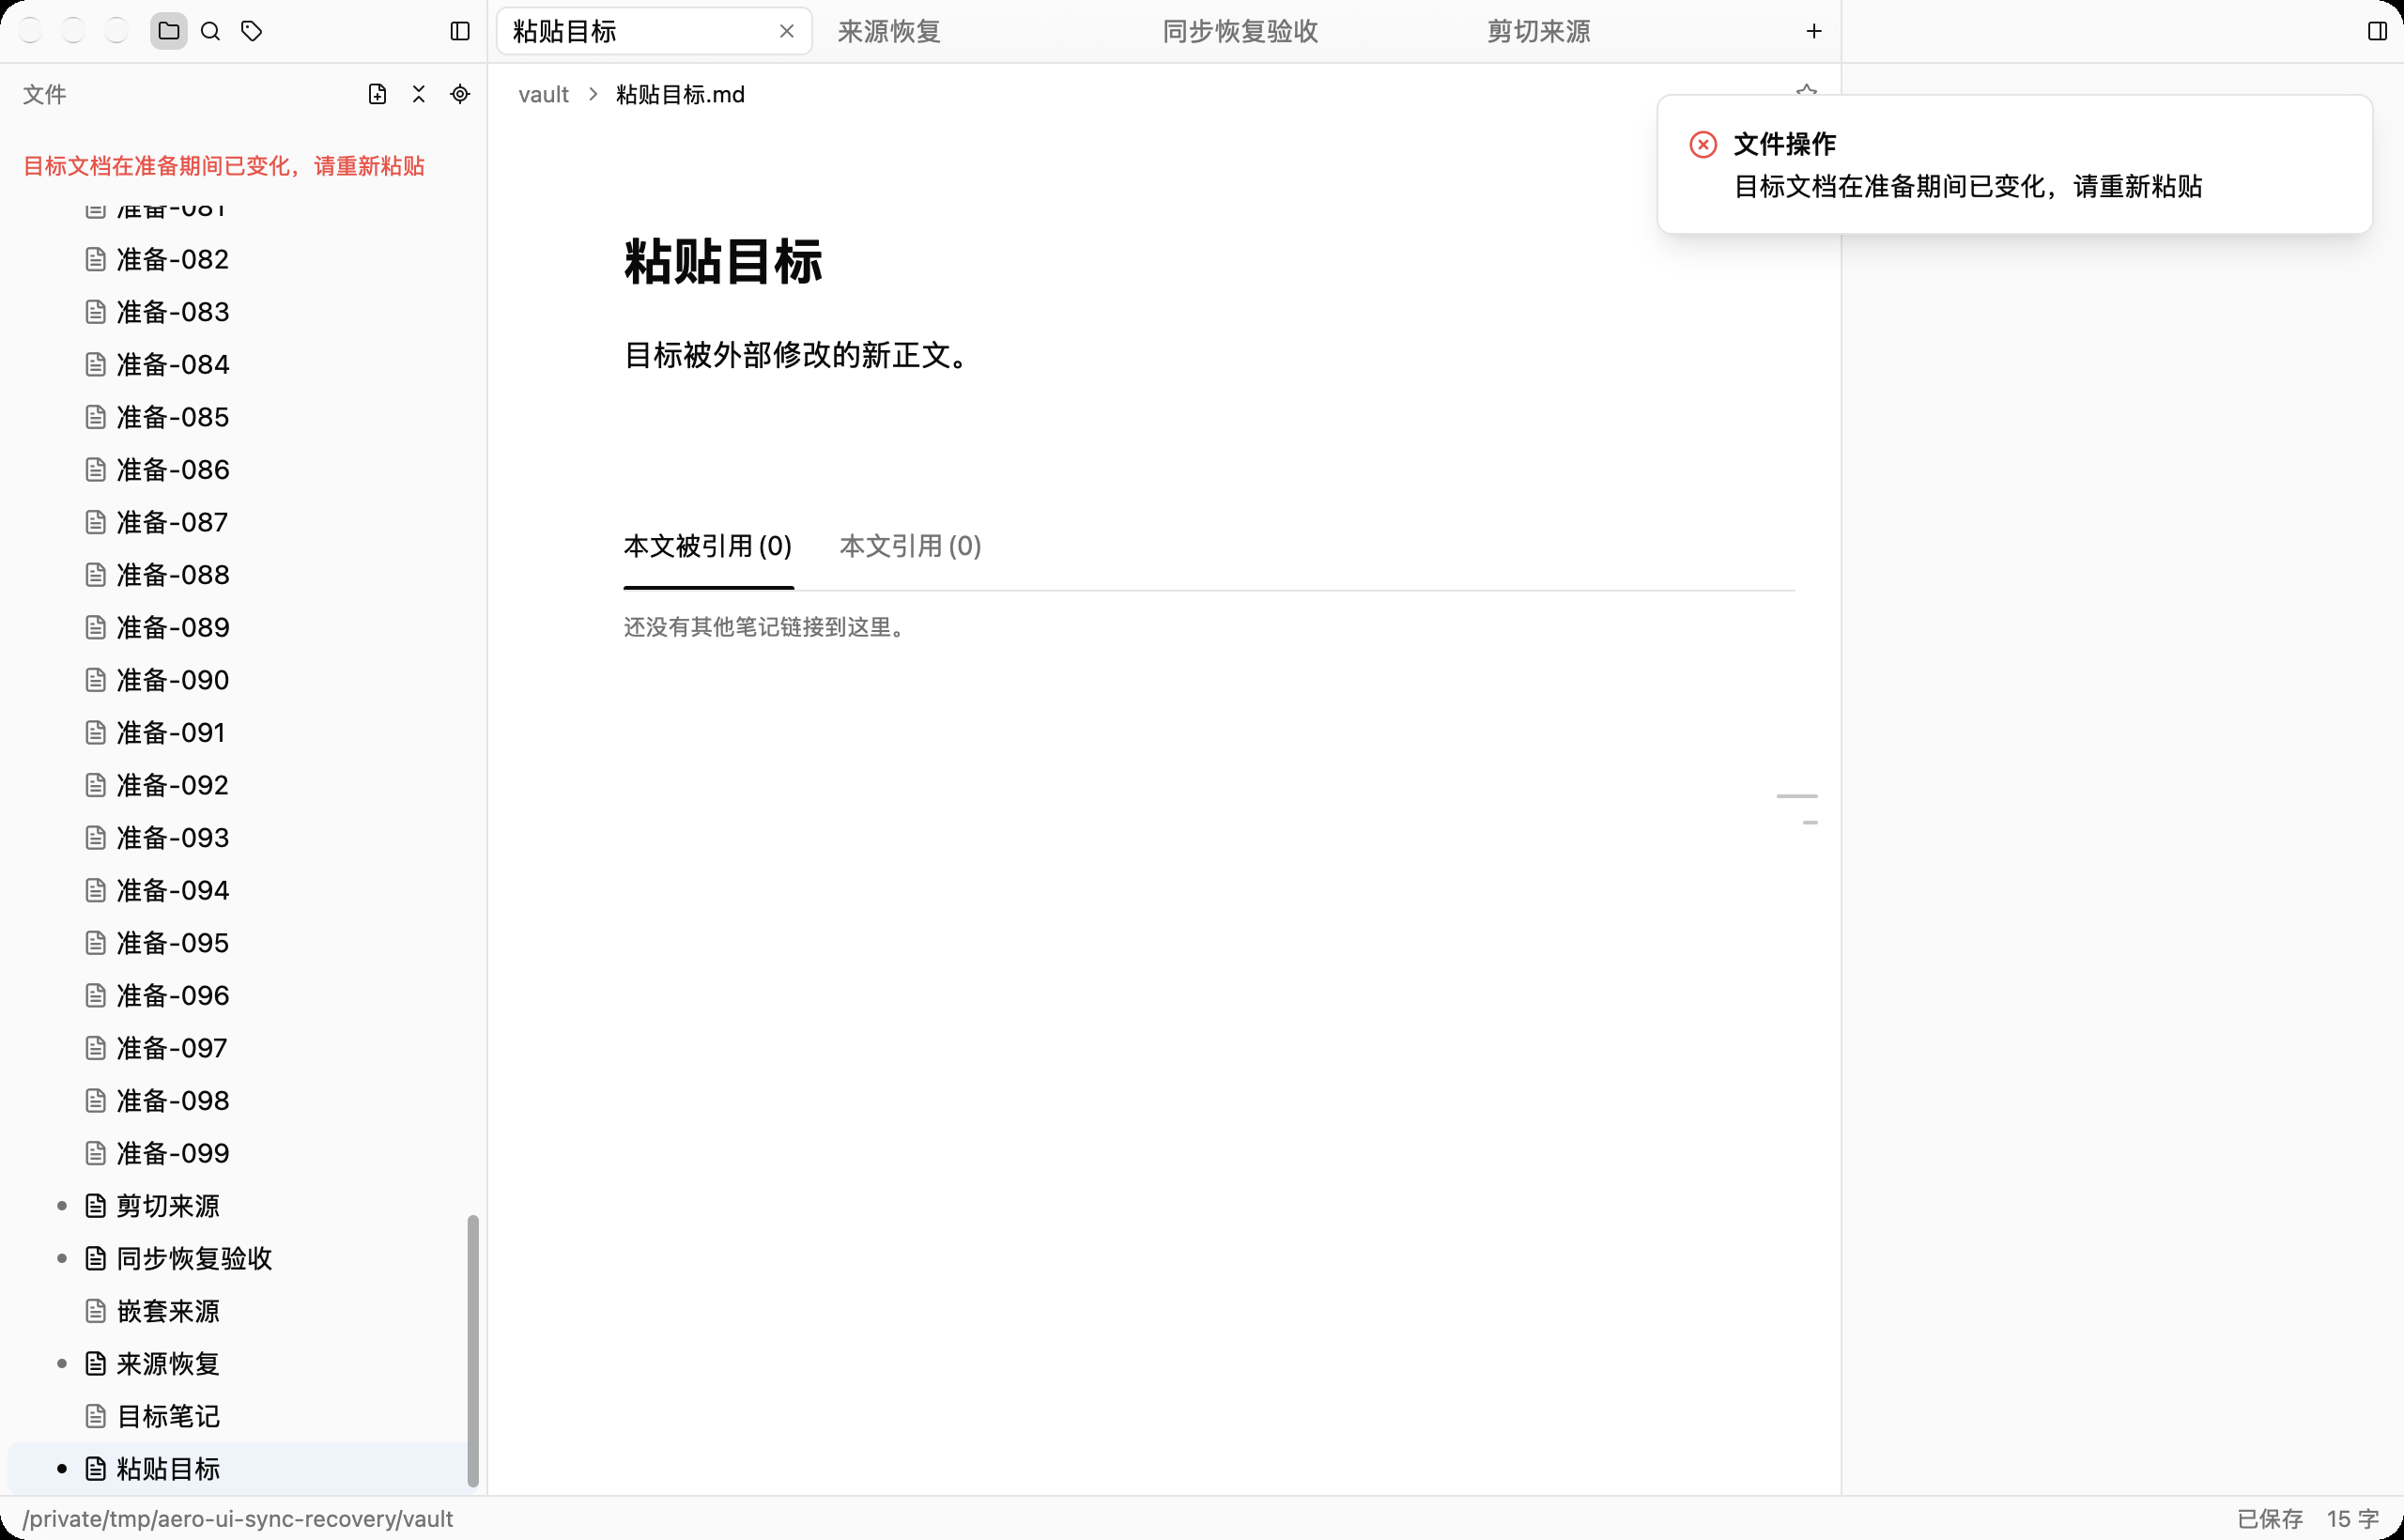 粘贴目标
来源恢复
同步恢复验收
剪切来源
文件
vault > 粘贴目标.md
文件操作
目标文档在准备期间已变化，请重新粘贴
目标文档在准备期间已变化，请重新粘贴
准备-081
准备-082
准备-083
准备-084
准备-085
准备-086
准备-087
准备-088
准备-089
准备-090
准备-091
准备-092
准备-093
准备-094
准备-095
准备-096
准备-097
准备-098
准备-099
剪切来源
同步恢复验收
嵌套来源
来源恢复
目标笔记
粘贴目标
粘贴目标
目标被外部修改的新正文。
本文被引用 (0)
本文引用 (0)
还没有其他笔记链接到这里。
/private/tmp/aero-ui-sync-recovery/vault
已保存
15 字